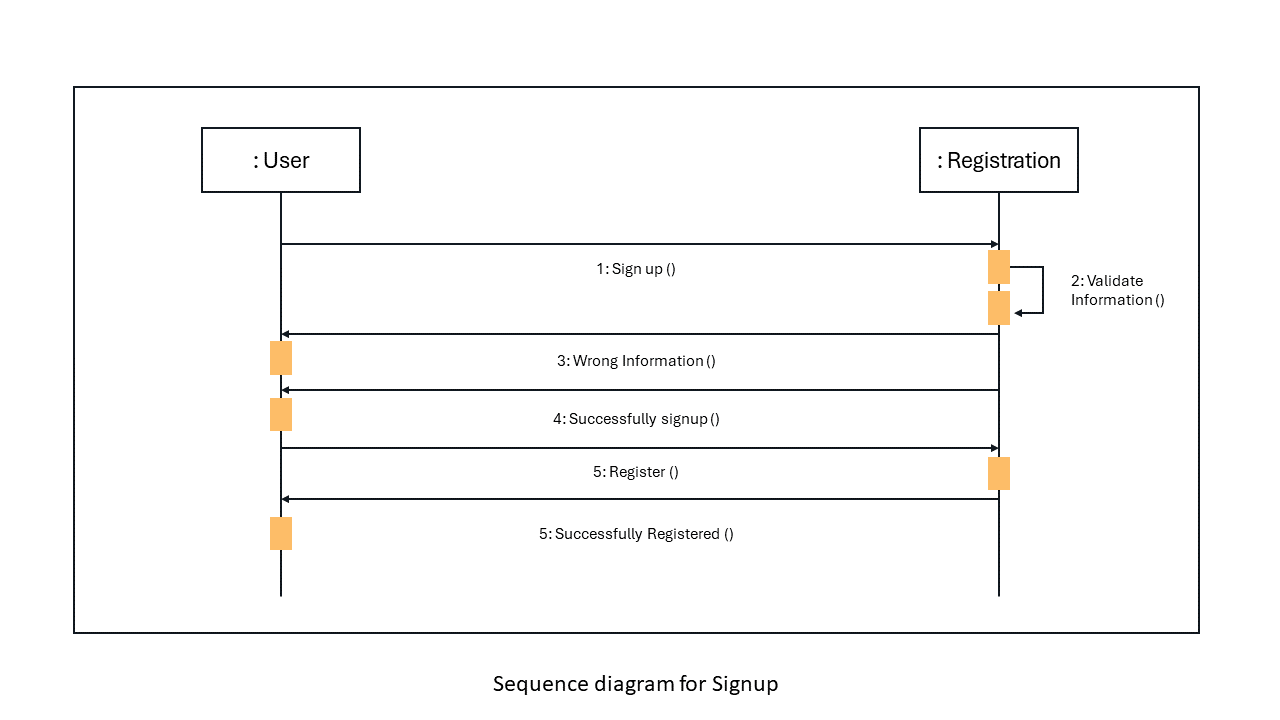 : User
: Registration
1: Sign up ()
2: Validate
Information ()
3: Wrong Information ()
4: Successfully signup ()
5: Register ()
5: Successfully Registered ()
Sequence diagram for Signup